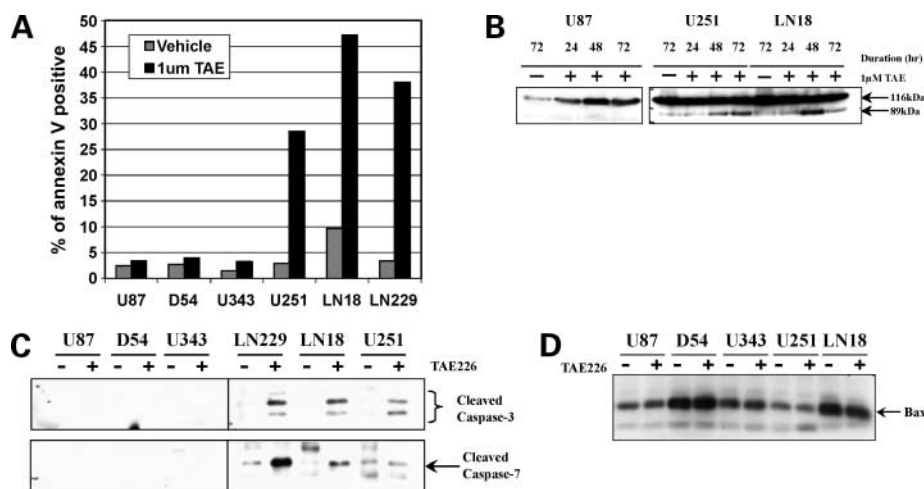 A
% of annexin V positive
50
45
40
35
30
25
20
15
10
5
0
Vehicle
1um TAE
U87 D54 U343 U251 LN18 LN229
B
U87 U251 LN18
72 24 48 72 72 24 48 72 72 24 48 72 Duration (hr)
− + + + − + + + − + + + 1μM TAE
116kDa
89kDa
C
U87 D54 U343 LN229 LN18 U251
- + - + - + - + - + - + TAE226
Cleaved
Caspase-3
Cleaved
Caspase-7
D
U87 D54 U343 U251 LN18
TAE226 - + - + - + - + - +
Bax